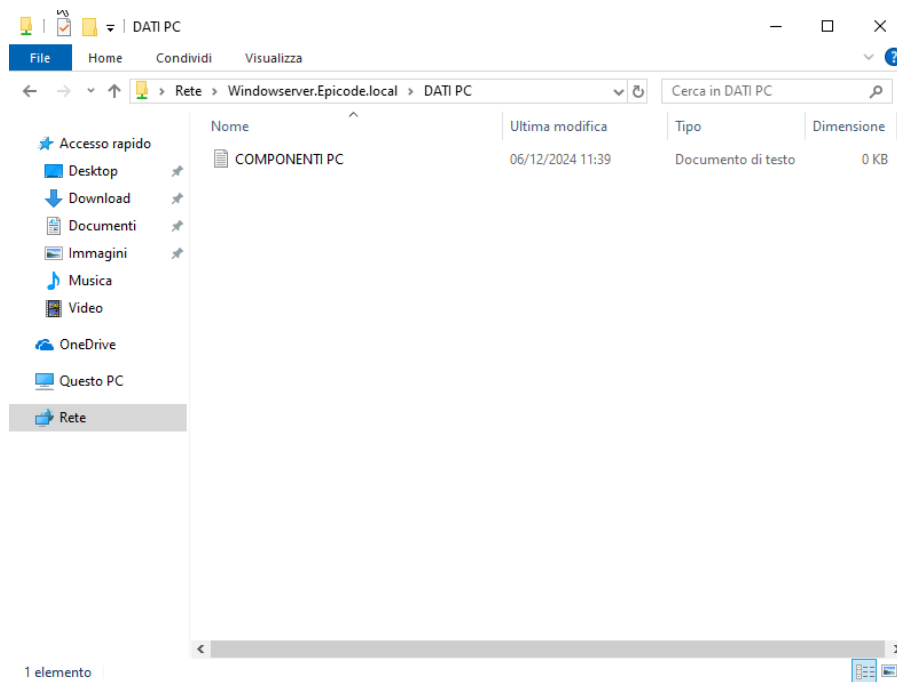 DATI PC
File Home Condividi Visualizza
Rete > Windowserver.Epicode.local > DATI PC
Cerca in DATI PC
Nome Ultima modifica Tipo Dimensione
COMPONENTI PC 06/12/2024 11:39 Documento di testo 0 KB
Accesso rapido
Desktop
Download
Documenti
Immagini
Musica
Video
OneDrive
Questo PC
Rete
1 elemento